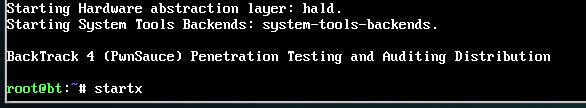 Starting Hardware abstraction layer: hald.
Starting System Tools Backends: system-tools-backends.
BackTrack 4 (PwnSauce) Penetration Testing and Auditing Distribution
root@bt:~# startx